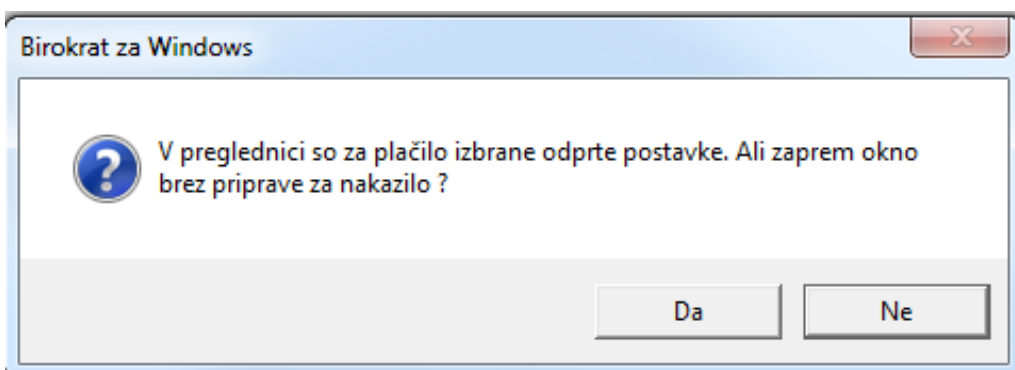 Birokrat za Windows
V preglednici so za plačilo izbrane odprte postavke. Ali zaprem okno
brez priprave za nakazilo ?
Da
Ne